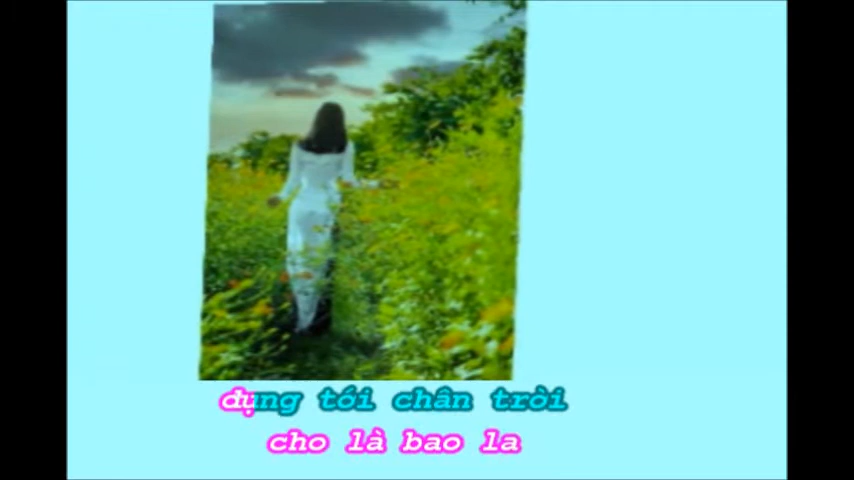 đụng tới chân trời
cho là bao la